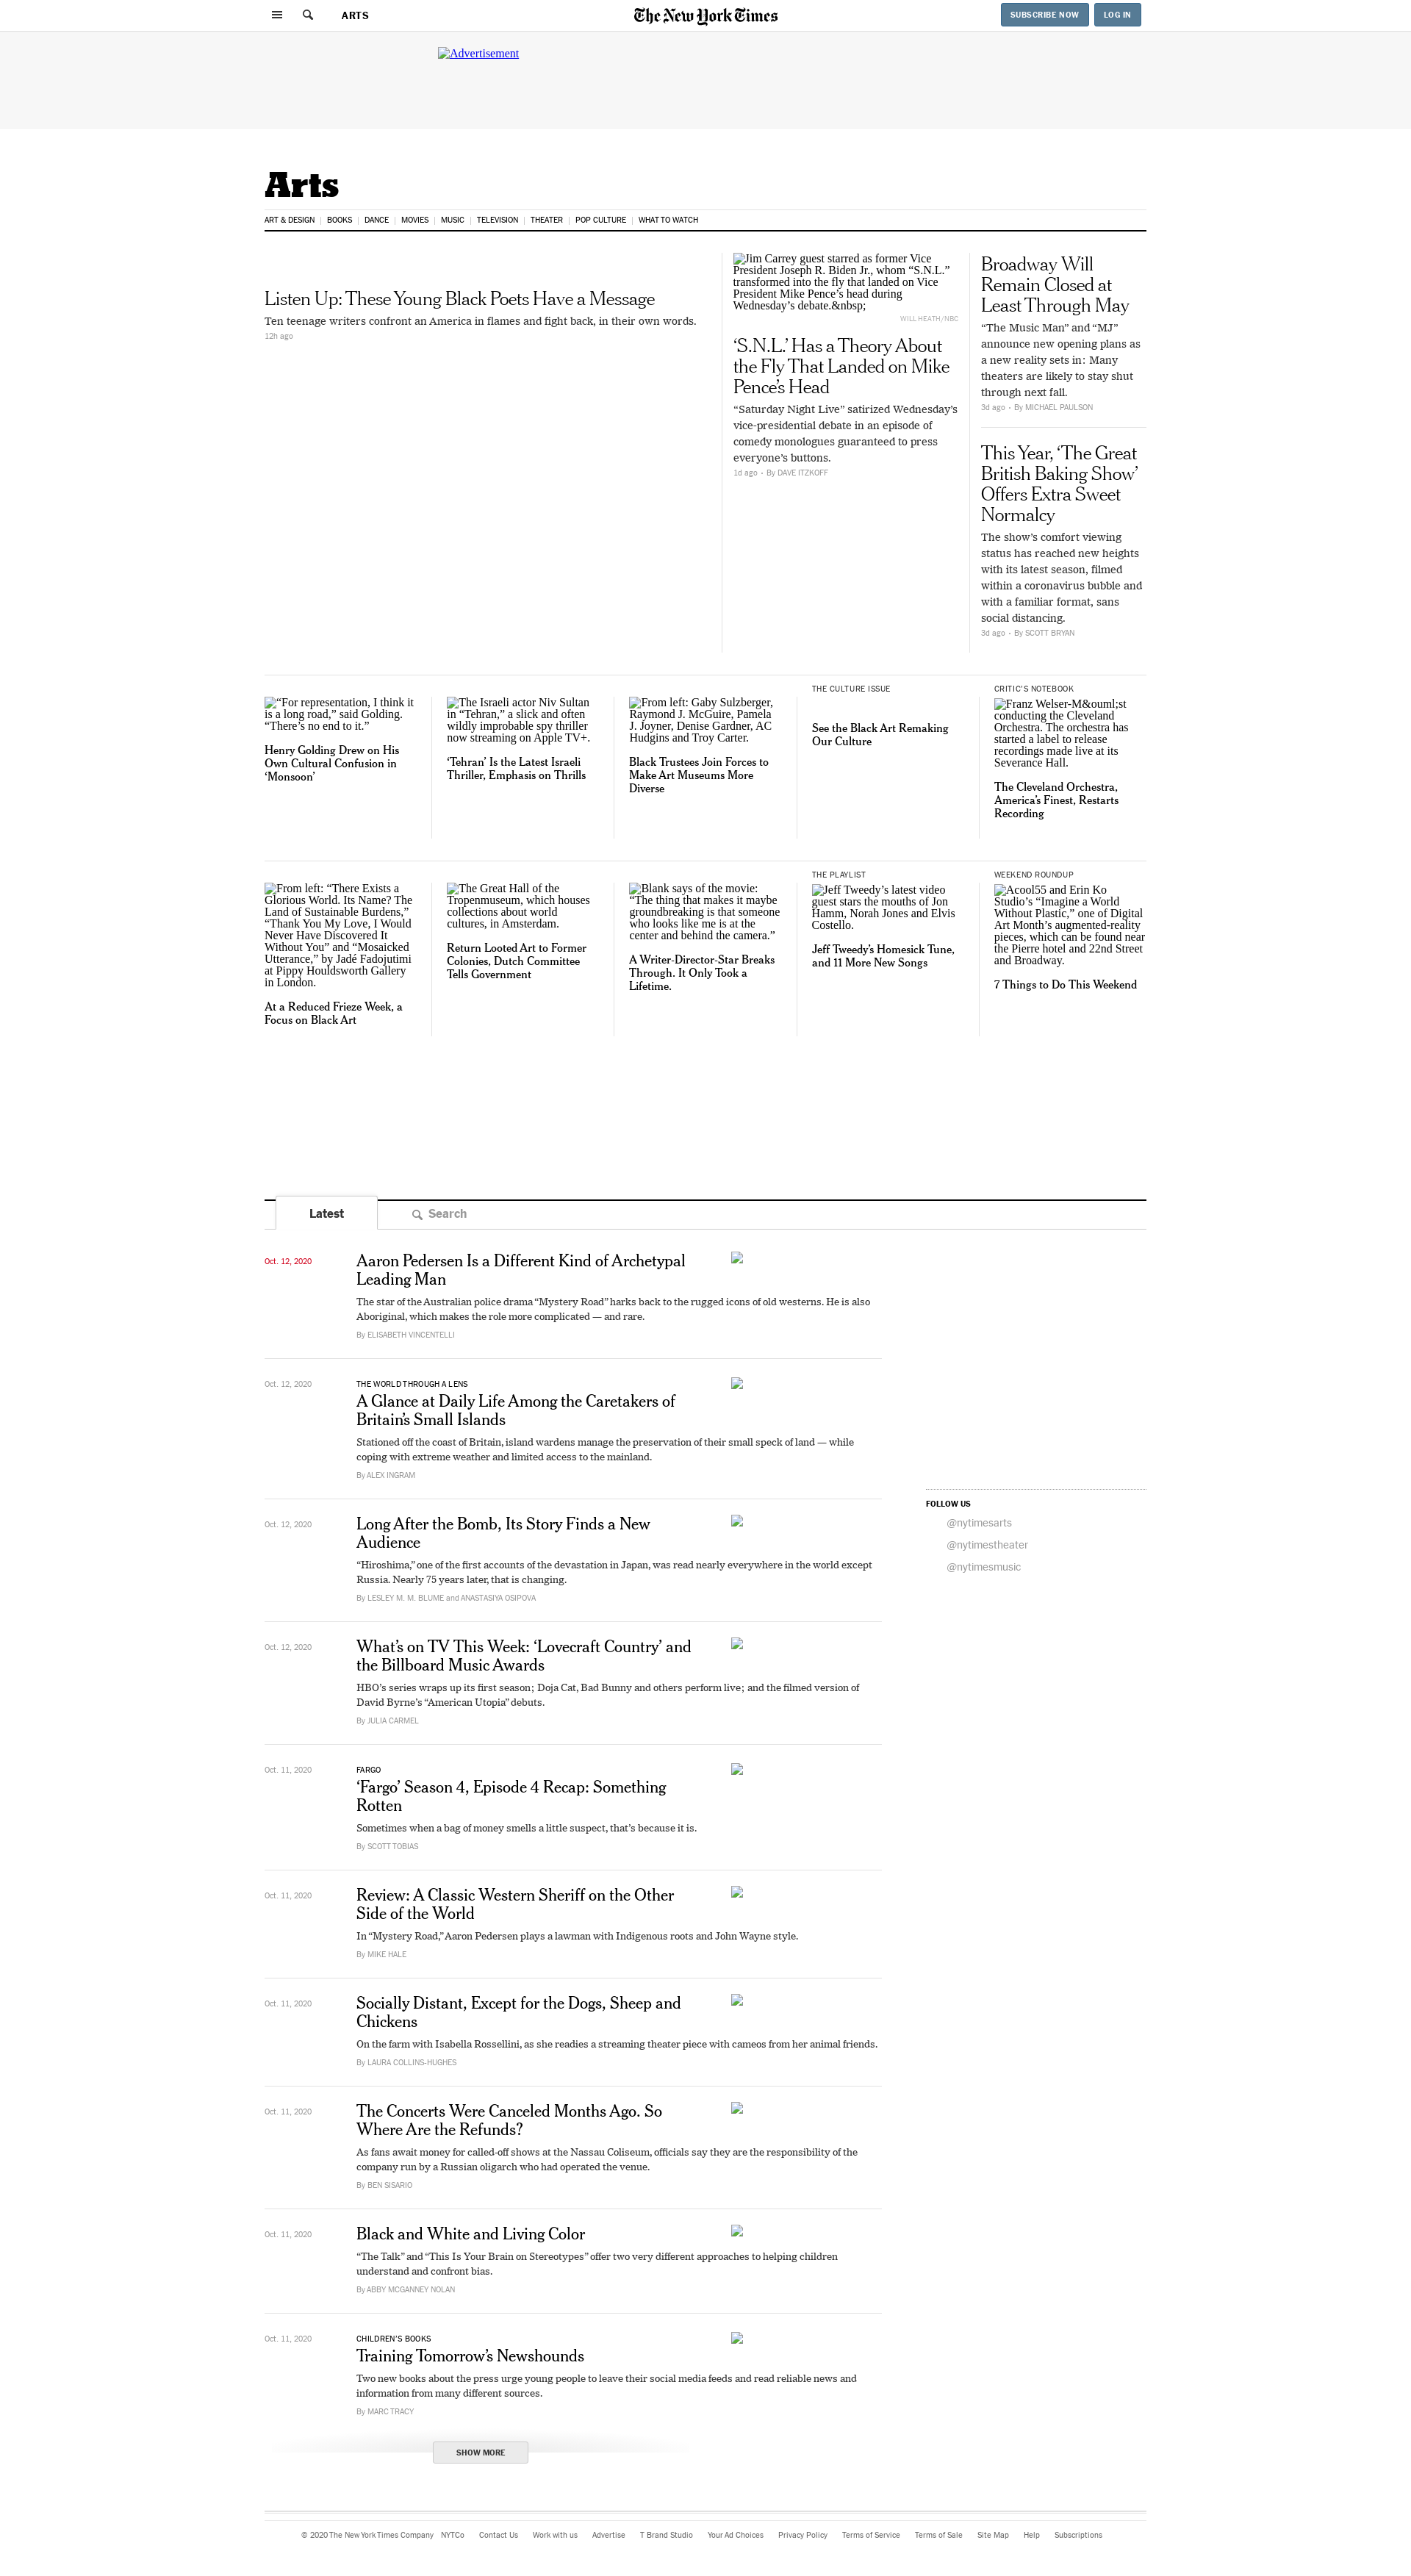 ARTS
The New York Times
SUBSCRIBE NOW
LOG IN
Advertisement
Arts
ART & DESIGN
BOOKS
DANCE
MOVIES
MUSIC
TELEVISION
THEATER
POP CULTURE
WHAT TO WATCH
Listen Up: These Young Black Poets Have a Message
Ten teenage writers confront an America in flames and fight back, in their own words.
12h ago
Jim Carrey guest starred as former Vice
President Joseph R. Biden Jr., whom “S.N.L.”
transformed into the fly that landed on Vice
President Mike Pence’s head during
Wednesday’s debate.&nbsp;
WILL HEATH/NBC
‘S.N.L.’ Has a Theory About
the Fly That Landed on Mike
Pence’s Head
“Saturday Night Live” satirized Wednesday’s
vice-presidential debate in an episode of
comedy monologues guaranteed to press
everyone’s buttons.
1d ago • By DAVE ITZKOFF
Broadway Will
Remain Closed at
Least Through May
“The Music Man” and “MJ”
announce new opening plans as
a new reality sets in: Many
theaters are likely to stay shut
through next fall.
3d ago • By MICHAEL PAULSON
This Year, ‘The Great
British Baking Show’
Offers Extra Sweet
Normalcy
The show’s comfort viewing
status has reached new heights
with its latest season, filmed
within a coronavirus bubble and
with a familiar format, sans
social distancing.
3d ago • By SCOTT BRYAN
“For representation, I think it
is a long road,” said Golding.
“There’s no end to it.”
Henry Golding Drew on His
Own Cultural Confusion in
‘Monsoon’
The Israeli actor Niv Sultan
in “Tehran,” a slick and often
wildly improbable spy thriller
now streaming on Apple TV+.
‘Tehran’ Is the Latest Israeli
Thriller, Emphasis on Thrills
From left: Gaby Sulzberger,
Raymond J. McGuire, Pamela
J. Joyner, Denise Gardner, AC
Hudgins and Troy Carter.
Black Trustees Join Forces to
Make Art Museums More
Diverse
THE CULTURE ISSUE
See the Black Art Remaking
Our Culture
CRITIC’S NOTEBOOK
Franz Welser-M&ouml;st
conducting the Cleveland
Orchestra. The orchestra has
started a label to release
recordings made live at its
Severance Hall.
The Cleveland Orchestra,
America’s Finest, Restarts
Recording
From left: “There Exists a
Glorious World. Its Name? The
Land of Sustainable Burdens,”
“Thank You My Love, I Would
Never Have Discovered It
Without You” and “Mosaicked
Utterance,” by Jadé Fadojutimi
at Pippy Houldsworth Gallery
in London.
At a Reduced Frieze Week, a
Focus on Black Art
The Great Hall of the
Tropenmuseum, which houses
collections about world
cultures, in Amsterdam.
Return Looted Art to Former
Colonies, Dutch Committee
Tells Government
Blank says of the movie:
“The thing that makes it maybe
groundbreaking is that someone
who looks like me is at the
center and behind the camera.”
A Writer-Director-Star Breaks
Through. It Only Took a
Lifetime.
THE PLAYLIST
Jeff Tweedy’s latest video
guest stars the mouths of Jon
Hamm, Norah Jones and Elvis
Costello.
Jeff Tweedy’s Homesick Tune,
and 11 More New Songs
WEEKEND ROUNDUP
Acool55 and Erin Ko
Studio’s “Imagine a World
Without Plastic,” one of Digital
Art Month’s augmented-reality
pieces, which can be found near
the Pierre hotel and 22nd Street
and Broadway.
7 Things to Do This Weekend
Latest
Search
Oct. 12, 2020
Aaron Pedersen Is a Different Kind of Archetypal
Leading Man
The star of the Australian police drama “Mystery Road” harks back to the rugged icons of old westerns. He is also
Aboriginal, which makes the role more complicated — and rare.
By ELISABETH VINCENTELLI
Oct. 12, 2020
THE WORLD THROUGH A LENS
A Glance at Daily Life Among the Caretakers of
Britain’s Small Islands
Stationed off the coast of Britain, island wardens manage the preservation of their small speck of land — while
coping with extreme weather and limited access to the mainland.
By ALEX INGRAM
FOLLOW US
@nytimesarts
@nytimestheater
@nytimesmusic
Oct. 12, 2020
Long After the Bomb, Its Story Finds a New
Audience
“Hiroshima,” one of the first accounts of the devastation in Japan, was read nearly everywhere in the world except
Russia. Nearly 75 years later, that is changing.
By LESLEY M. M. BLUME and ANASTASIYA OSIPOVA
Oct. 12, 2020
What’s on TV This Week: ‘Lovecraft Country’ and
the Billboard Music Awards
HBO’s series wraps up its first season; Doja Cat, Bad Bunny and others perform live; and the filmed version of
David Byrne’s “American Utopia” debuts.
By JULIA CARMEL
Oct. 11, 2020
FARGO
‘Fargo’ Season 4, Episode 4 Recap: Something
Rotten
Sometimes when a bag of money smells a little suspect, that’s because it is.
By SCOTT TOBIAS
Oct. 11, 2020
Review: A Classic Western Sheriff on the Other
Side of the World
In “Mystery Road,” Aaron Pedersen plays a lawman with Indigenous roots and John Wayne style.
By MIKE HALE
Oct. 11, 2020
Socially Distant, Except for the Dogs, Sheep and
Chickens
On the farm with Isabella Rossellini, as she readies a streaming theater piece with cameos from her animal friends.
By LAURA COLLINS-HUGHES
Oct. 11, 2020
The Concerts Were Canceled Months Ago. So
Where Are the Refunds?
As fans await money for called-off shows at the Nassau Coliseum, officials say they are the responsibility of the
company run by a Russian oligarch who had operated the venue.
By BEN SISARIO
Oct. 11, 2020
Black and White and Living Color
“The Talk” and “This Is Your Brain on Stereotypes” offer two very different approaches to helping children
understand and confront bias.
By ABBY MCGANNEY NOLAN
Oct. 11, 2020
CHILDREN’S BOOKS
Training Tomorrow’s Newshounds
Two new books about the press urge young people to leave their social media feeds and read reliable news and
information from many different sources.
By MARC TRACY
SHOW MORE
© 2020 The New York Times Company
NYTCo
Contact Us
Work with us
Advertise
T Brand Studio
Your Ad Choices
Privacy Policy
Terms of Service
Terms of Sale
Site Map
Help
Subscriptions